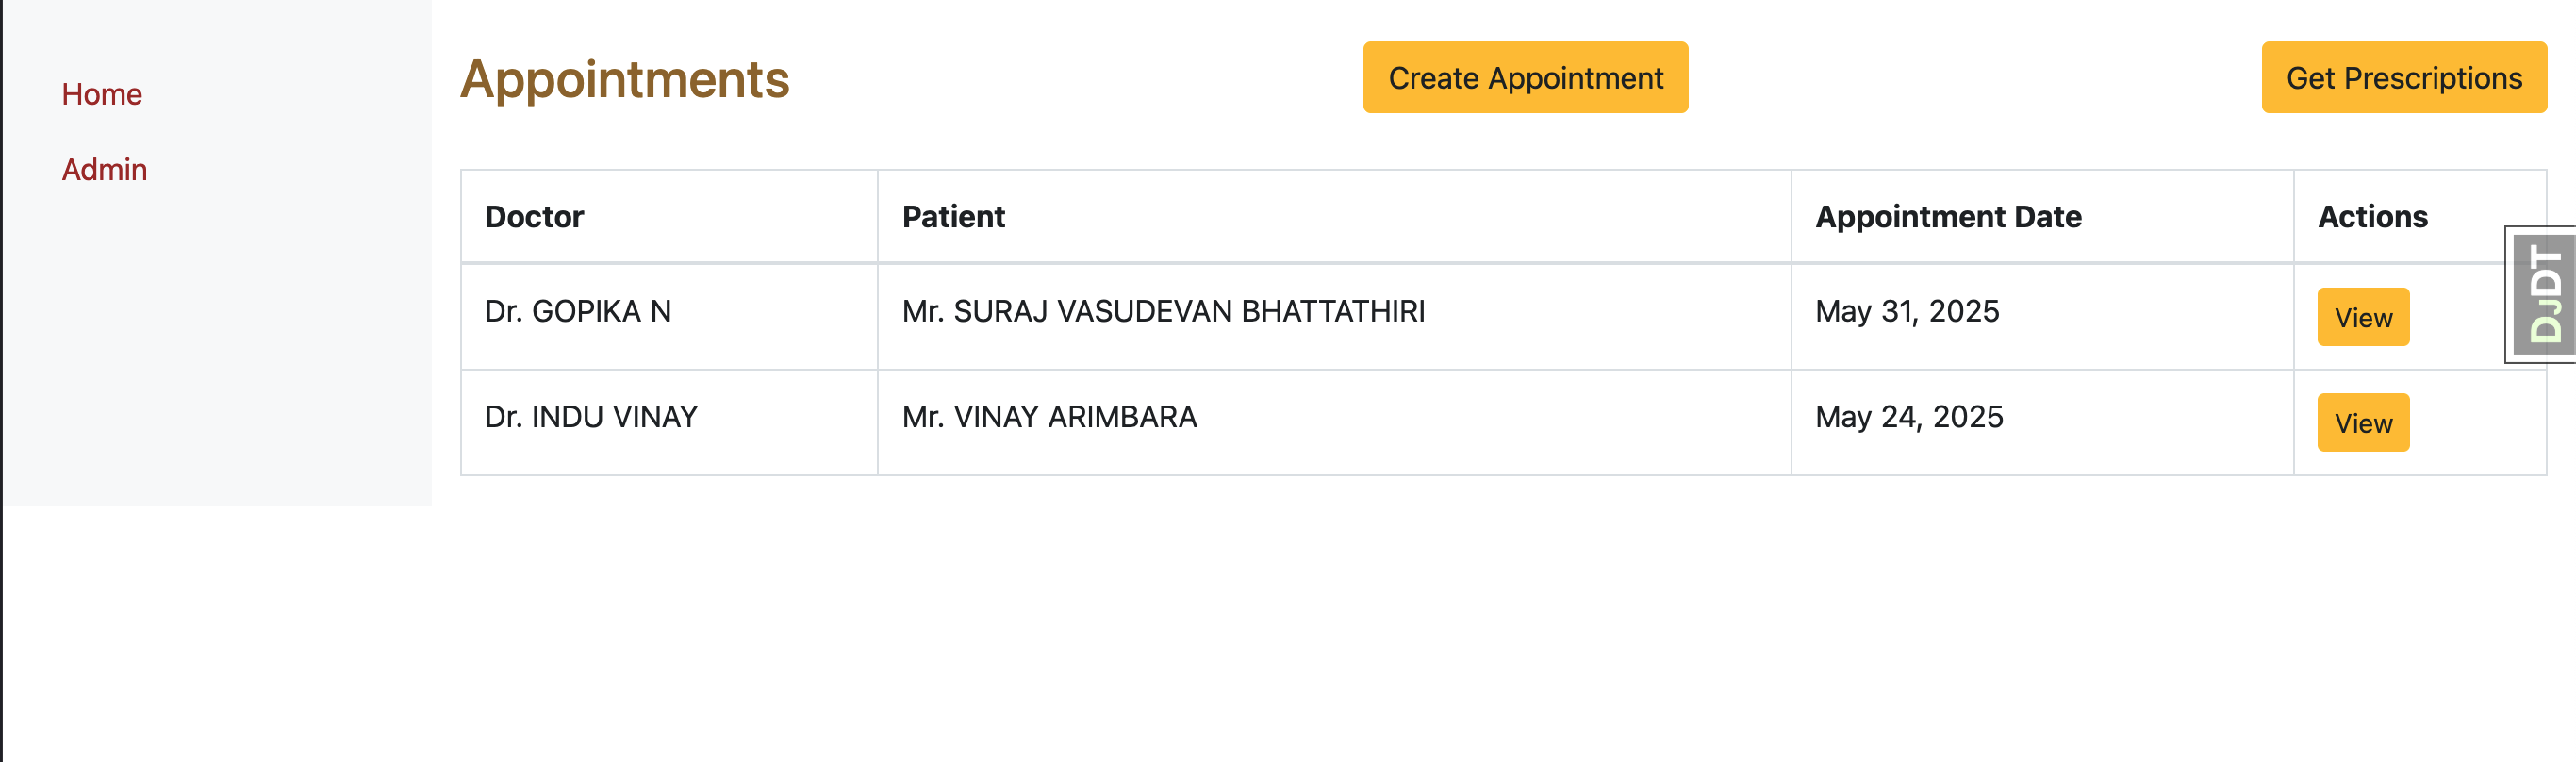 Home
Admin
Appointments
Create Appointment
Get Prescriptions
Doctor Patient Appointment Date Actions
Dr. GOPIKA N Mr. SURAJ VASUDEVAN BHATTATHIRI May 31, 2025 View
Dr. INDU VINAY Mr. VINAY ARIMBARA May 24, 2025 View
DJDT